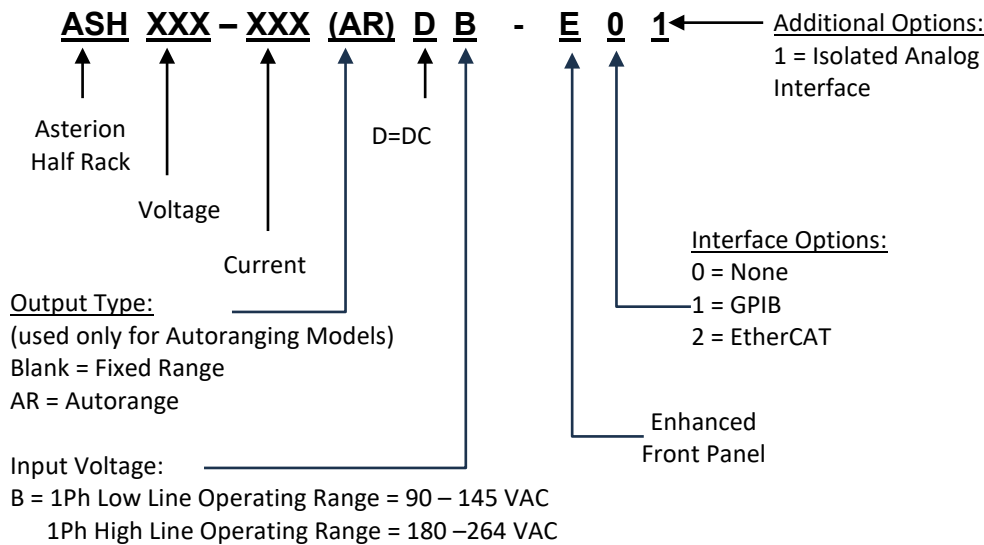 ASH XXX – XXX (AR) D B - E 0 1
Additional Options:
1 = Isolated Analog
Interface
Asterion
Half Rack
D=DC
Voltage
Current
Interface Options:
0 = None
1 = GPIB
2 = EtherCAT
Output Type:
(used only for Autoranging Models)
Blank = Fixed Range
AR = Autorange
Enhanced
Front Panel
Input Voltage:
B = 1Ph Low Line Operating Range = 90 – 145 VAC
1Ph High Line Operating Range = 180 –264 VAC